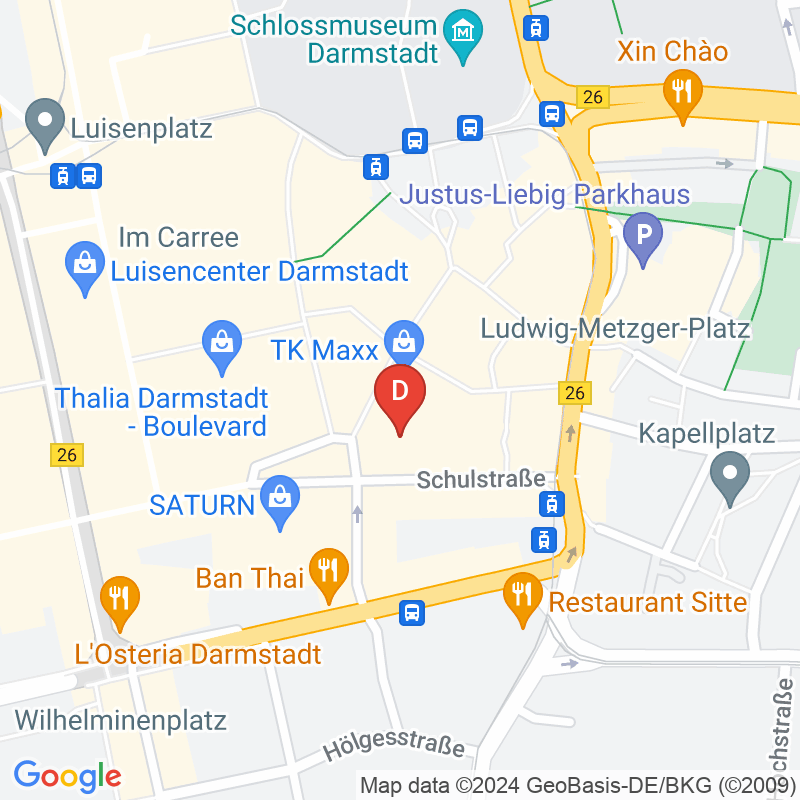 Schlossmuseum
Darmstadt
Xin Chào
26
Luisenplatz
Justus-Liebig Parkhaus
P
Im Carree
Luisencenter Darmstadt
Ludwig-Metzger-Platz
TK Maxx
D
Thalia Darmstadt
- Boulevard
26
Kapellplatz
26
Schulstraße
SATURN
Ban Thai
Restaurant Sitte
L'Osteria Darmstadt
Wilhelminenplatz
Hölgesstraße
ochstraße
Google
Map data ©2024 GeoBasis-DE/BKG (©2009)